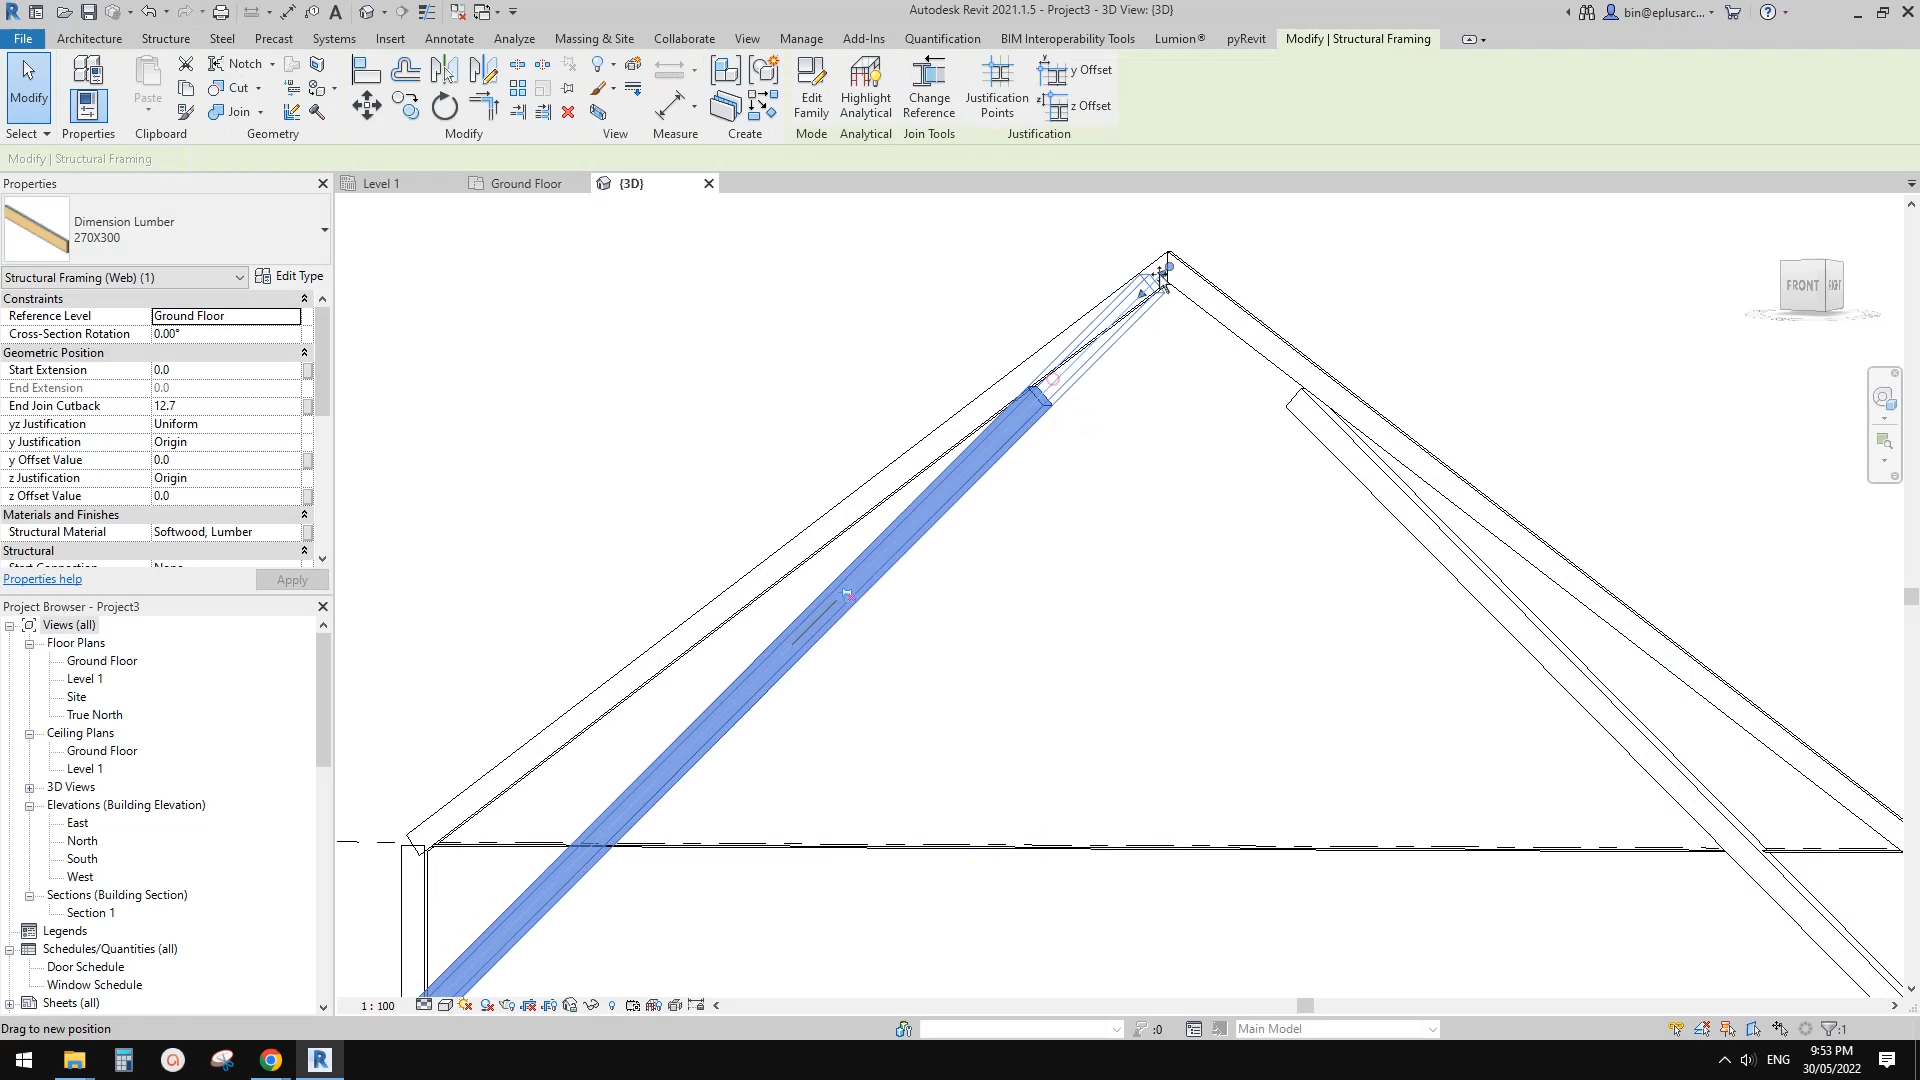 Autodesk Revit 2021.1.5 - Project3 - 3D View: {3D}
bin@eplusarc...
File Architecture Structure Steel Precast Systems Insert Annotate Analyze Massing & Site Collaborate View Manage Add-Ins Quantification BIM Interoperability Tools Lumion® pyRevit Modify | Structural Framing
Modify
Properties
Paste
Notch
Cut
Join
Edit Family
Highlight Analytical
Change Reference
Justification Points
y Offset
z Offset
Select
Properties
Clipboard
Geometry
Modify
View
Measure
Create
Mode
Analytical
Join Tools
Justification
Modify | Structural Framing
Properties
Level 1
Ground Floor
{3D}
Dimension Lumber
270X300
Structural Framing (Web) (1)
Edit Type
Constraints
Reference Level Ground Floor
Cross-Section Rotation 0.00°
Geometric Position
Start Extension 0.0
End Extension 0.0
End Join Cutback 12.7
yz Justification Uniform
y Justification Origin
y Offset Value 0.0
z Justification Origin
z Offset Value 0.0
Materials and Finishes
Structural Material Softwood, Lumber
Structural
Properties help
Apply
FRONT
RIGHT
Project Browser - Project3
Views (all)
Floor Plans
Ground Floor
Level 1
Site
True North
Ceiling Plans
Ground Floor
Level 1
3D Views
Elevations (Building Elevation)
East
North
South
West
Sections (Building Section)
Section 1
Legends
Schedules/Quantities (all)
Door Schedule
Window Schedule
Sheets (all)
1 : 100
Drag to new position
:0
Main Model
:1
ENG
9:53 PM
30/05/2022